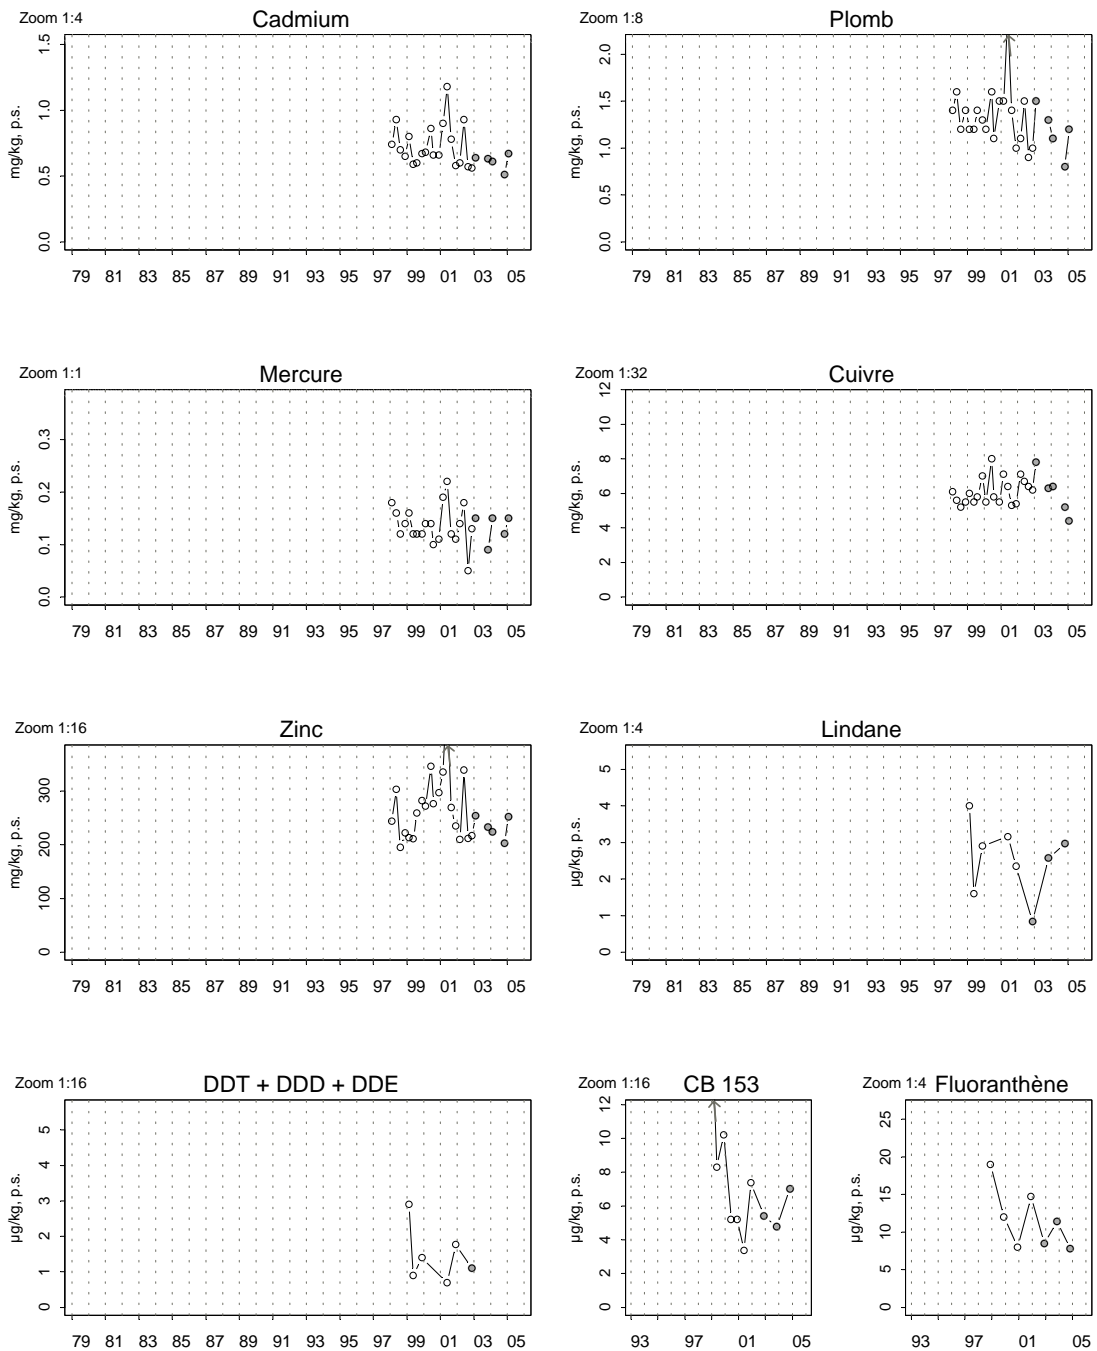 Zoom 1:4 Cadmium
mg/kg, p.s.
0.0 0.5 1.0 1.5
79 81 83 85 87 89 91 93 95 97 99 01 03 05
Zoom 1:8 Plomb
mg/kg, p.s.
0.0 0.5 1.0 1.5 2.0
79 81 83 85 87 89 91 93 95 97 99 01 03 05
Zoom 1:1 Mercure
mg/kg, p.s.
0.0 0.1 0.2 0.3
79 81 83 85 87 89 91 93 95 97 99 01 03 05
Zoom 1:32 Cuivre
mg/kg, p.s.
0 2 4 6 8 10 12
79 81 83 85 87 89 91 93 95 97 99 01 03 05
Zoom 1:16 Zinc
mg/kg, p.s.
0 100 200 300
79 81 83 85 87 89 91 93 95 97 99 01 03 05
Zoom 1:4 Lindane
µg/kg, p.s.
0 1 2 3 4 5
79 81 83 85 87 89 91 93 95 97 99 01 03 05
Zoom 1:16 DDT + DDD + DDE
µg/kg, p.s.
0 1 2 3 4 5
79 81 83 85 87 89 91 93 95 97 99 01 03 05
Zoom 1:16 CB 153
µg/kg, p.s.
0 2 4 6 8 10 12
93 97 01 05
Zoom 1:4 Fluoranthène
µg/kg, p.s.
0 5 10 15 20 25
93 97 01 05